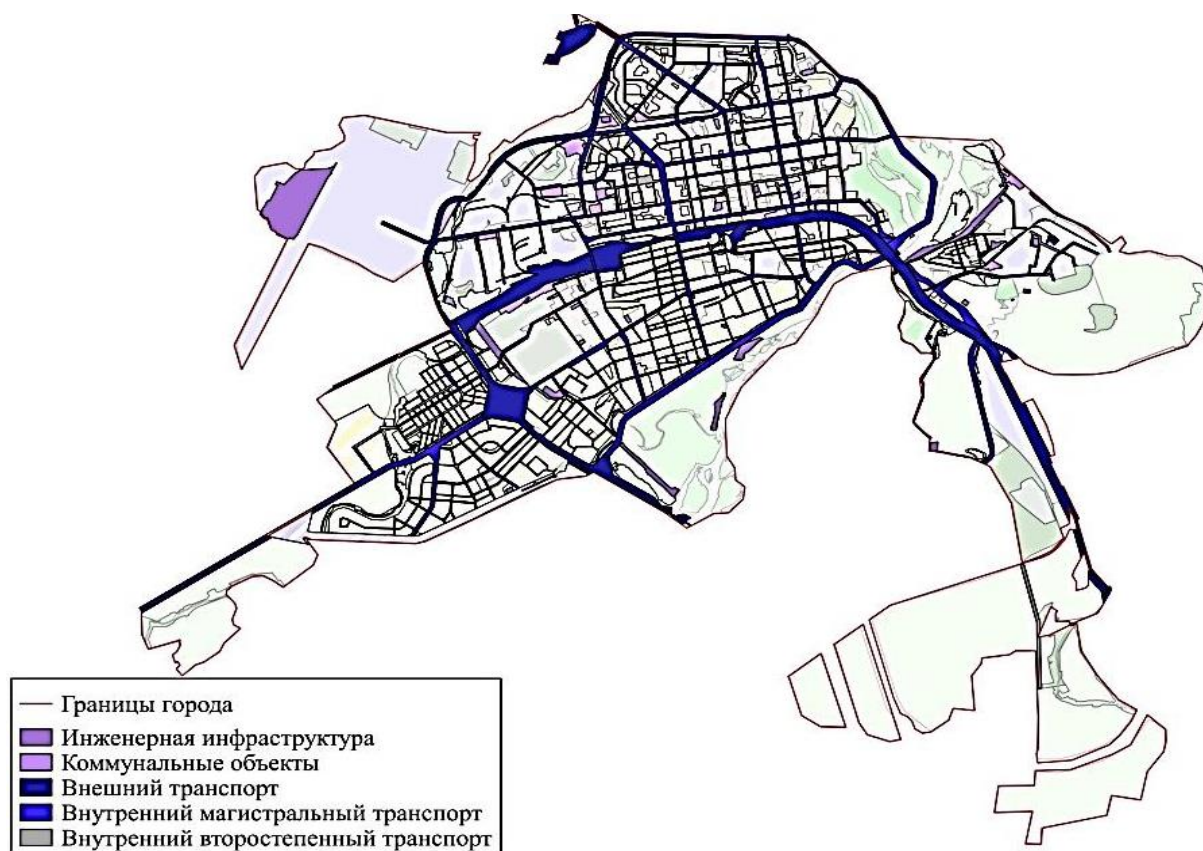 Границы города
Инженерная инфраструктура
Коммунальные объекты
Внешний транспорт
Внутренний магистральный транспорт
Внутренний второстепенный транспорт